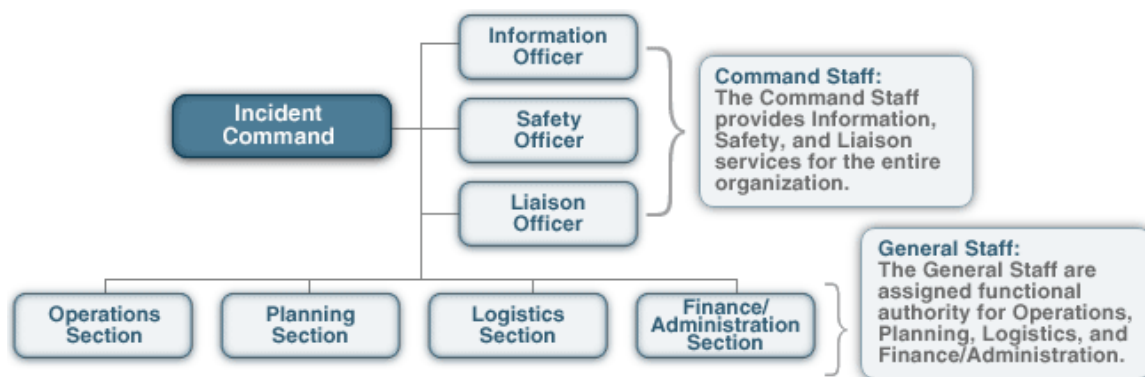 Information
Officer
Command Staff:
The Command Staff
provides Information,
Safety, and Liaison
services for the entire
organization.
Incident
Command
Safety
Officer
Liaison
Officer
General Staff:
The General Staff are
assigned functional
authority for Operations,
Planning, Logistics, and
Finance/Administration.
Operations
Section
Planning
Section
Logistics
Section
Finance/
Administration
Section